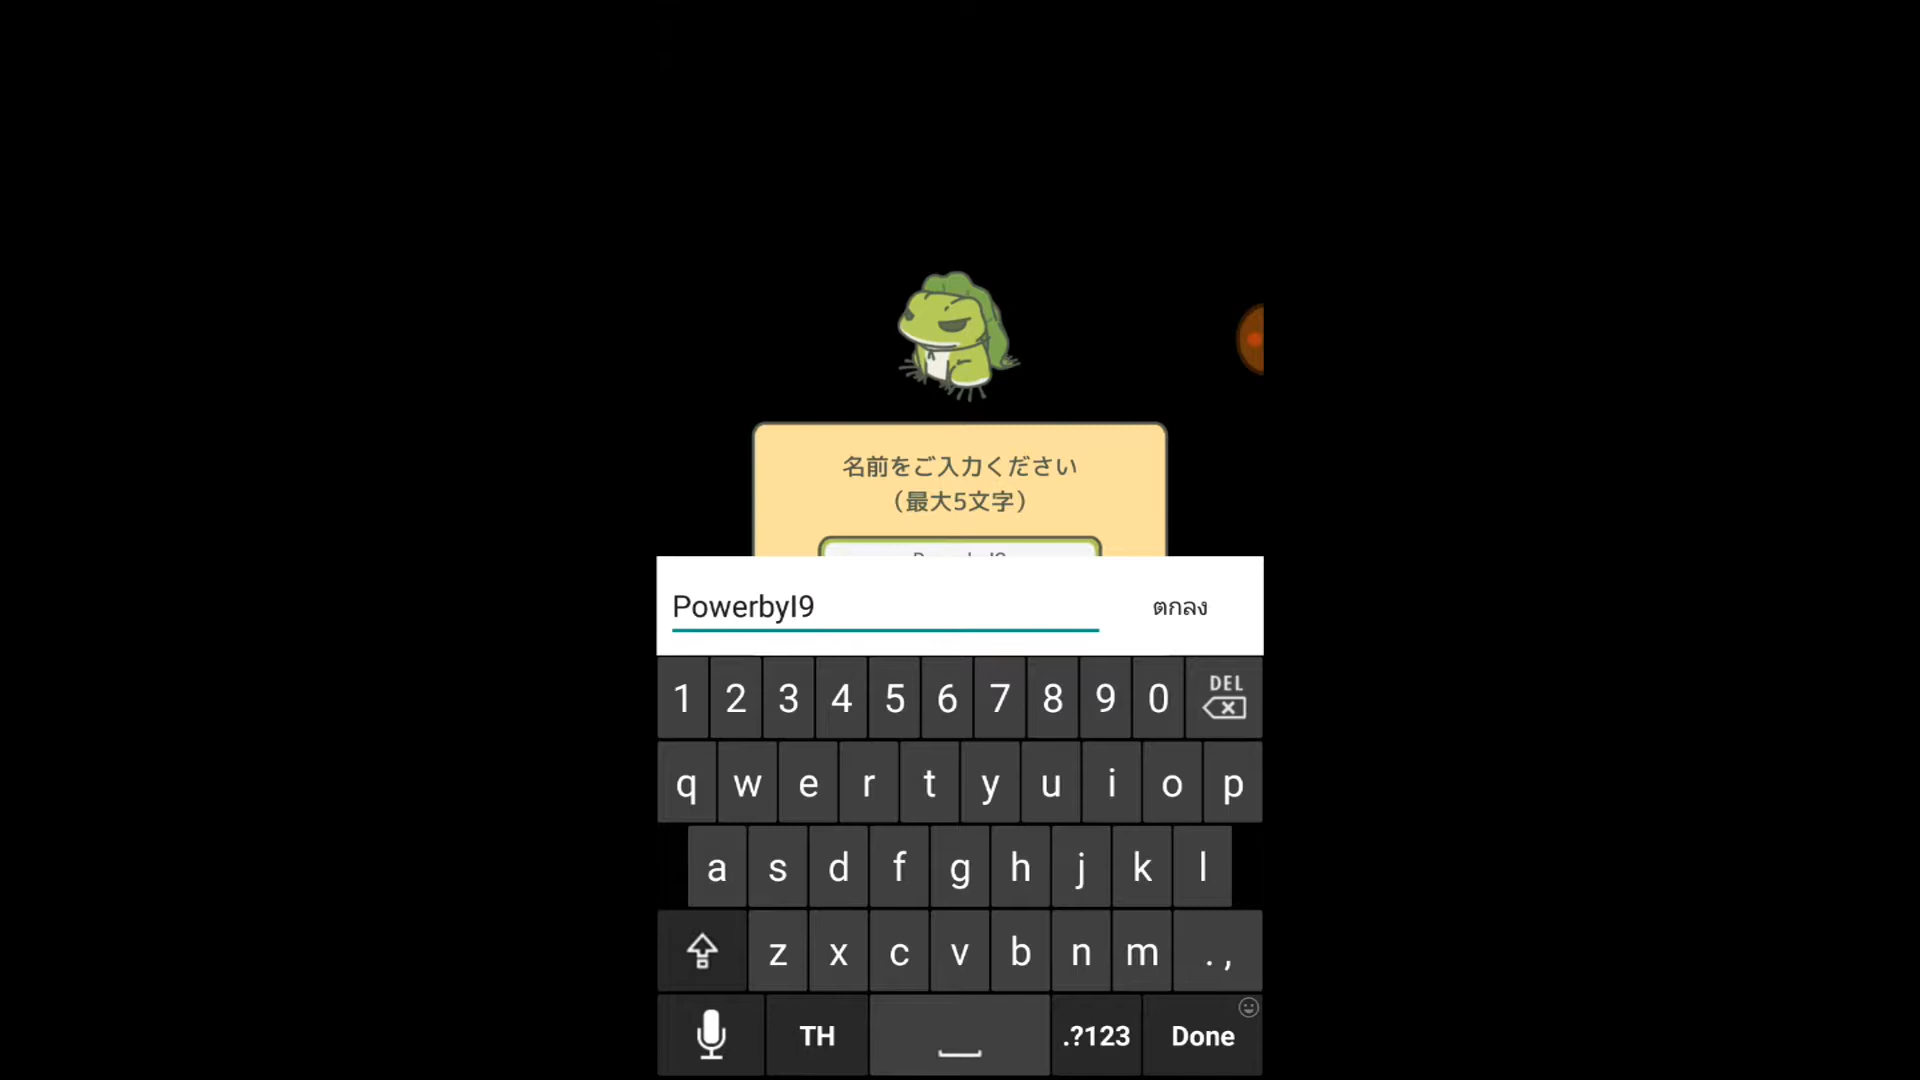 名前をご入力ください
（最大5文字）
PowerbyI9
ตกลง
1 2 3 4 5 6 7 8 9 0 DEL
q w e r t y u i o p
a s d f g h j k l
z x c v b n m . ,
TH .?123 Done